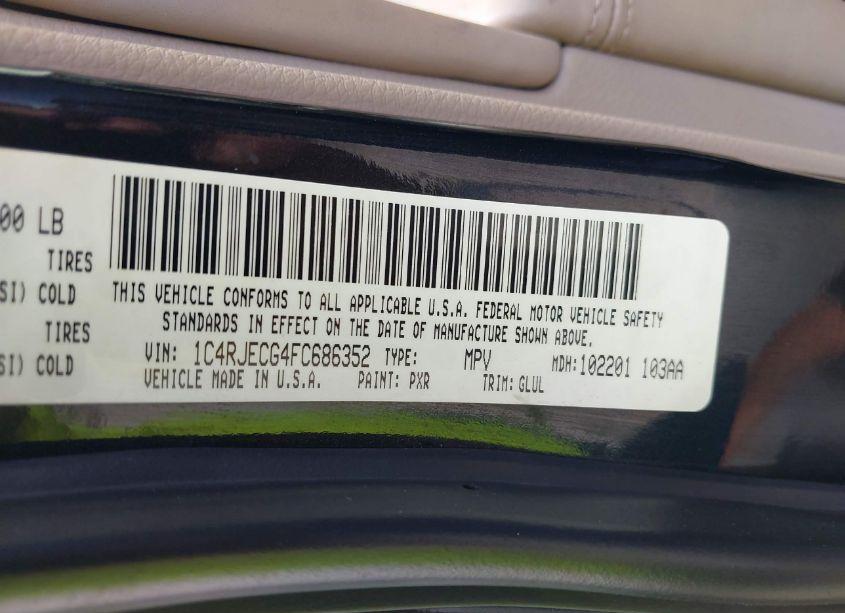 00 LB
TIRES
SI) COLD
TIRES
SI) COLD
THIS VEHICLE CONFORMS TO ALL APPLICABLE U.S.A. FEDERAL MOTOR VEHICLE SAFETY
STANDARDS IN EFFECT ON THE DATE OF MANUFACTURE SHOWN ABOVE.
VIN: 1C4RJECG4FC686352 TYPE: MPV MDH:102201 103AA
VEHICLE MADE IN U.S.A. PAINT: PXR TRIM: GLUL